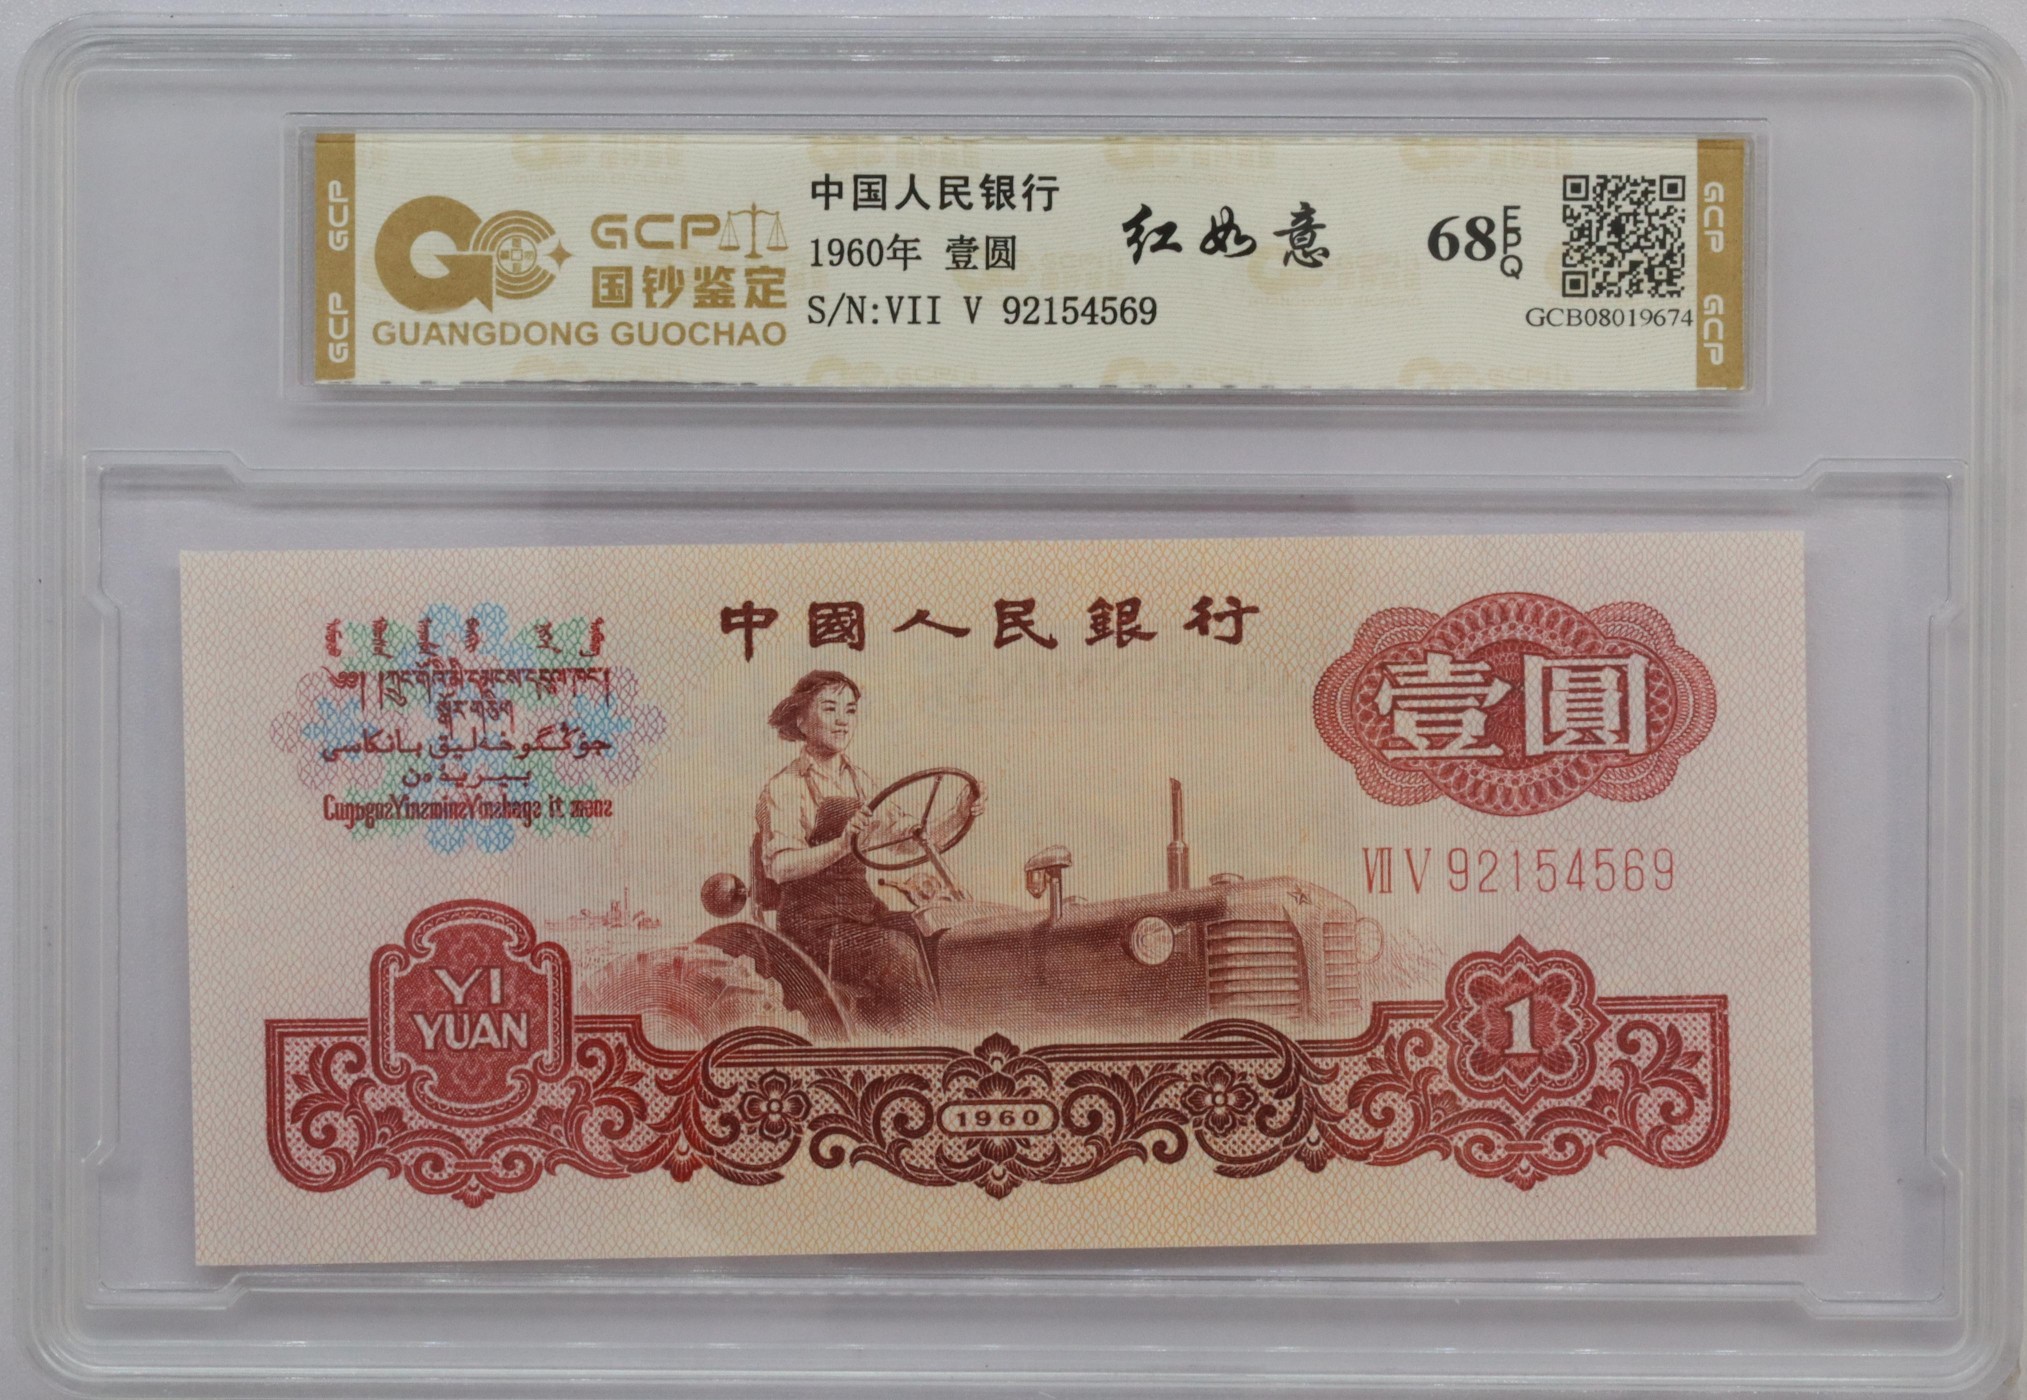 GCP
GCP
GCP
国钞鉴定
GUANGDONG GUOCHAO
中国人民银行
1960年 壹圆
S/N:VII V 92154569
红如意
68
EPQ
GCB08019674
GCP
GCP
中國人民銀行
壹圓
VII V 92154569
YI
YUAN
1960
1